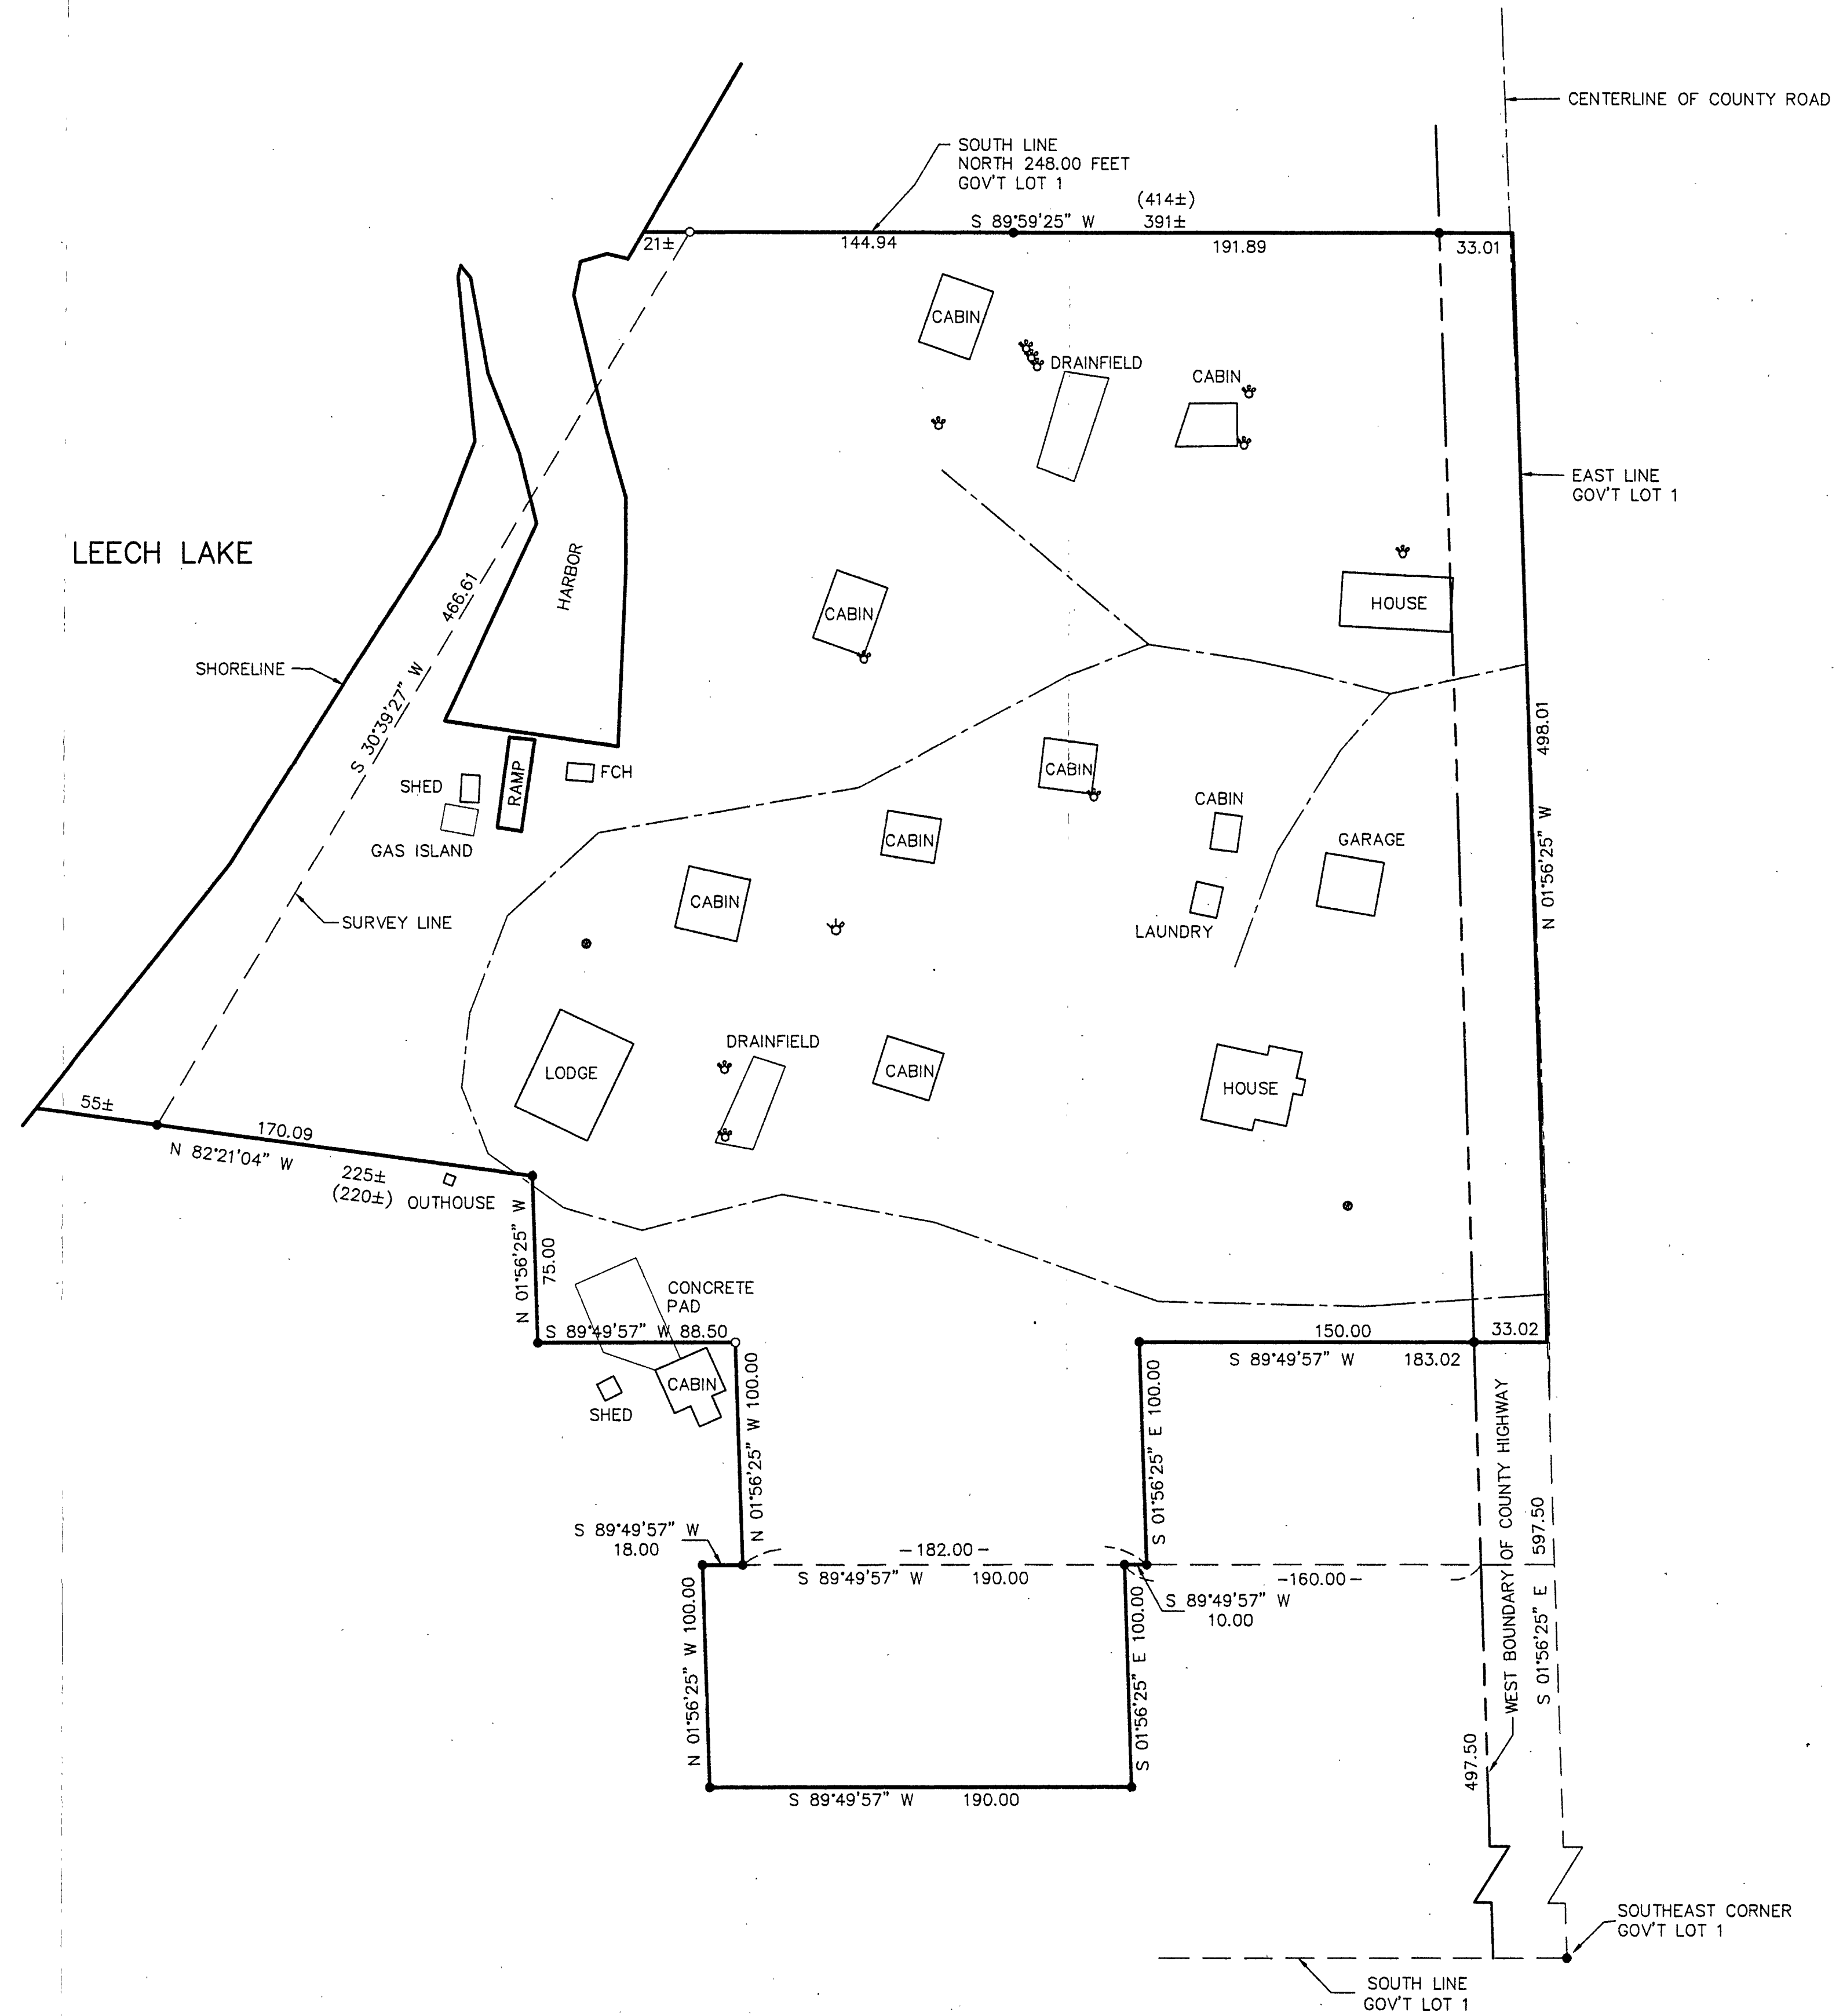 CENTERLINE OF COUNTY ROAD
SOUTH LINE
NORTH 248.00 FEET
GOV'T LOT 1
(414±)
S 89°59'25" W 391±
21± 144.94 191.89 33.01
CABIN
DRAINFIELD
CABIN
EAST LINE
GOV'T LOT 1
LEECH LAKE
HARBOR
466.61
S 30°39'27" W
CABIN
HOUSE
SHORELINE
498.01
N 01°56'25" W
SHED
RAMP
FCH
GAS ISLAND
CABIN
CABIN
CABIN
GARAGE
CABIN
LAUNDRY
SURVEY LINE
LODGE
DRAINFIELD
CABIN
HOUSE
55±
170.09
N 82°21'04" W
225±
(220±)
OUTHOUSE
N 01°56'25" W
75.00
CONCRETE
PAD
S 89°49'57" W 88.50
CABIN
SHED
N 01°56'25" W 100.00
150.00 33.02
S 89°49'57" W 183.02
S 01°56'25" E 100.00
WEST BOUNDARY OF COUNTY HIGHWAY
S 01°56'25" E 597.50
S 89°49'57" W
18.00
-182.00-
S 89°49'57" W 190.00
-160.00-
S 89°49'57" W
10.00
N 01°56'25" W 100.00
S 01°56'25" E 100.00
S 89°49'57" W 190.00
497.50
SOUTHEAST CORNER
GOV'T LOT 1
SOUTH LINE
GOV'T LOT 1